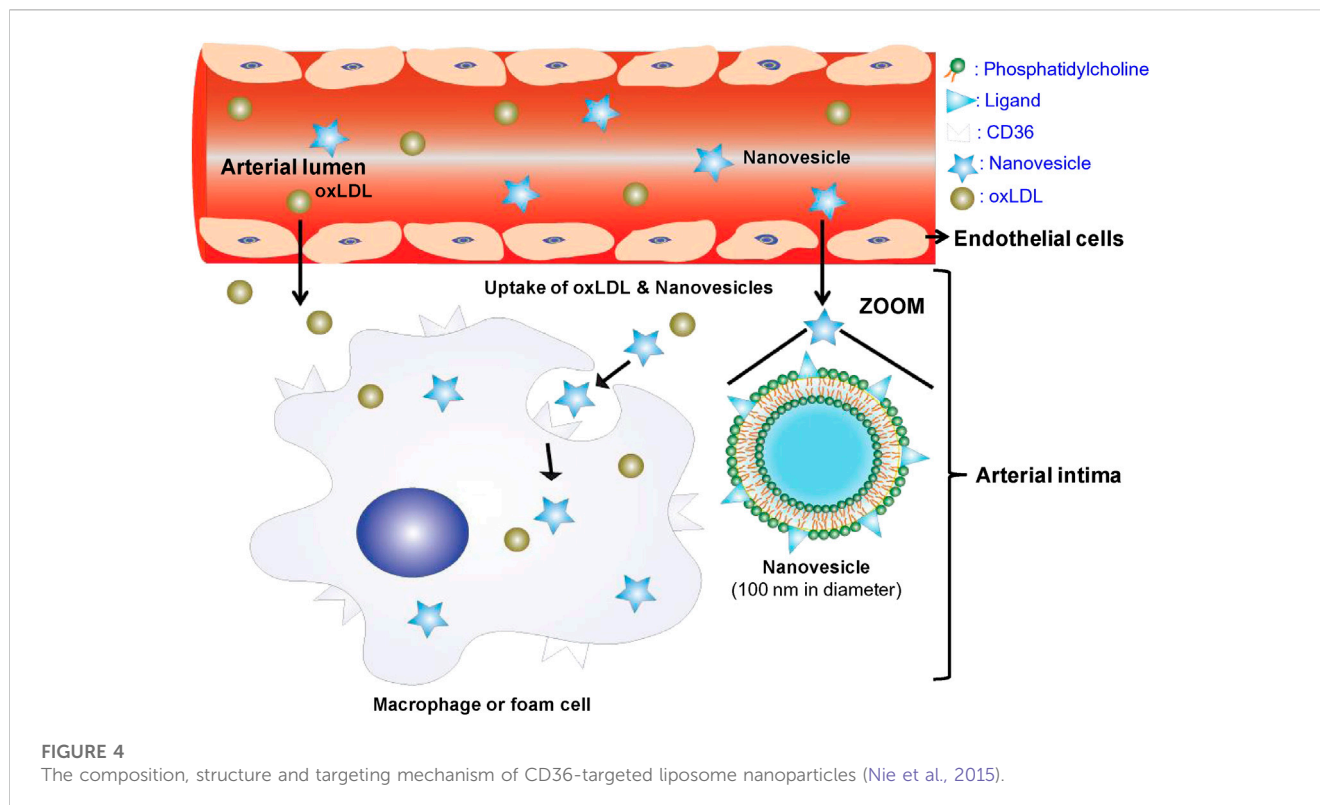 : Phosphatidylcholine
: Ligand
: CD36
: Nanovesicle
: oxLDL
Arterial lumen
oxLDL
Nanovesicle
Endothelial cells
Uptake of oxLDL & Nanovesicles
ZOOM
Arterial intima
Nanovesicle
(100 nm in diameter)
Macrophage or foam cell
FIGURE 4
The composition, structure and targeting mechanism of CD36-targeted liposome nanoparticles (Nie et al., 2015).